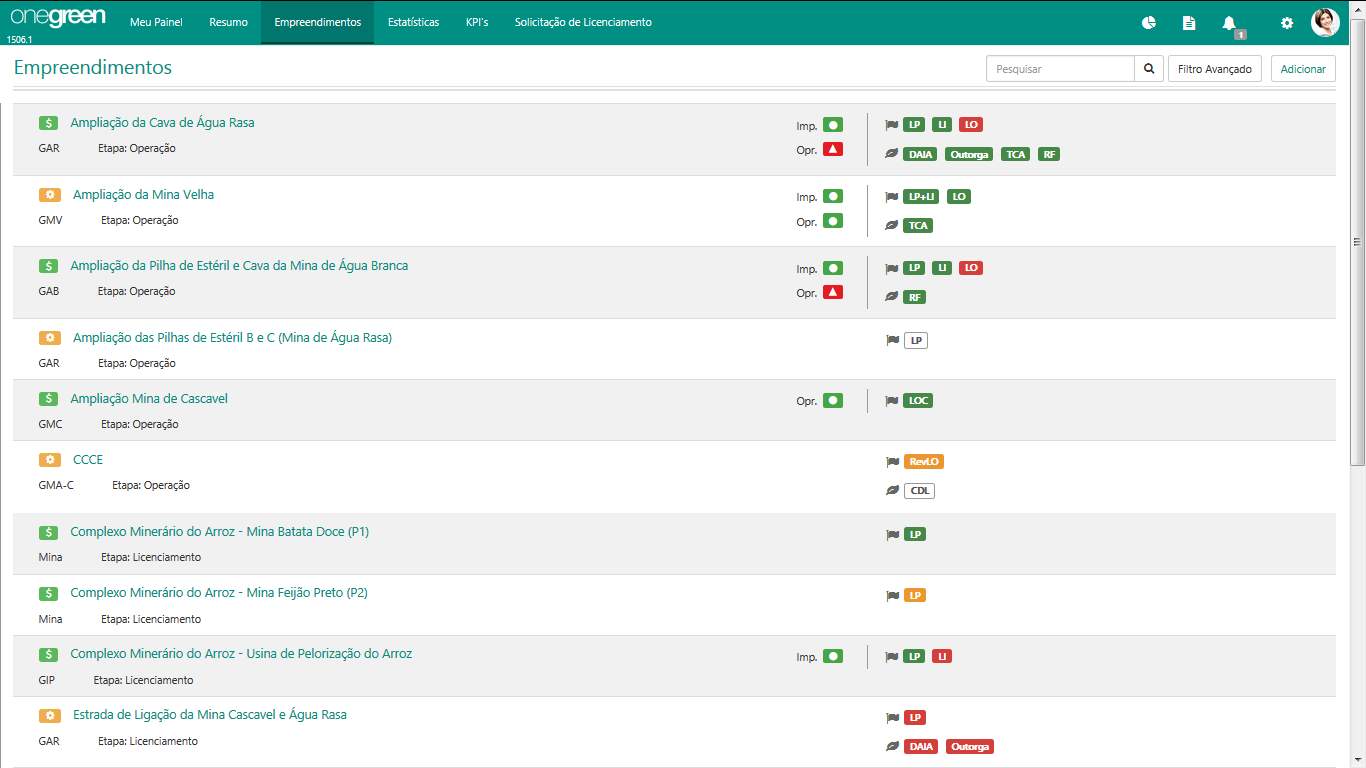 onegreen Meu Painel Resumo Empreendimentos Estatísticas KPI's Solicitação de Licenciamento 1
1506.1
Empreendimentos Pesquisar Filtro Avançado Adicionar
$ Ampliação da Cava de Água Rasa Imp. LP LI LO
GAR Etapa: Operação Opr. DAIA Outorga TCA RF
Ampliação da Mina Velha Imp. LP+LI LO
GMV Etapa: Operação Opr. TCA
$ Ampliação da Pilha de Estéril e Cava da Mina de Água Branca Imp. LP LI LO
GAB Etapa: Operação Opr. RF
Ampliação das Pilhas de Estéril B e C (Mina de Água Rasa) LP
GAR Etapa: Operação
$ Ampliação Mina de Cascavel Opr. LOC
GMC Etapa: Operação
CCCE RevLO
GMA-C Etapa: Operação CDL
$ Complexo Minerário do Arroz - Mina Batata Doce (P1) LP
Mina Etapa: Licenciamento
$ Complexo Minerário do Arroz - Mina Feijão Preto (P2) LP
Mina Etapa: Licenciamento
$ Complexo Minerário do Arroz - Usina de Pelorização do Arroz Imp. LP LI
GIP Etapa: Licenciamento
Estrada de Ligação da Mina Cascavel e Água Rasa LP
GAR Etapa: Licenciamento DAIA Outorga